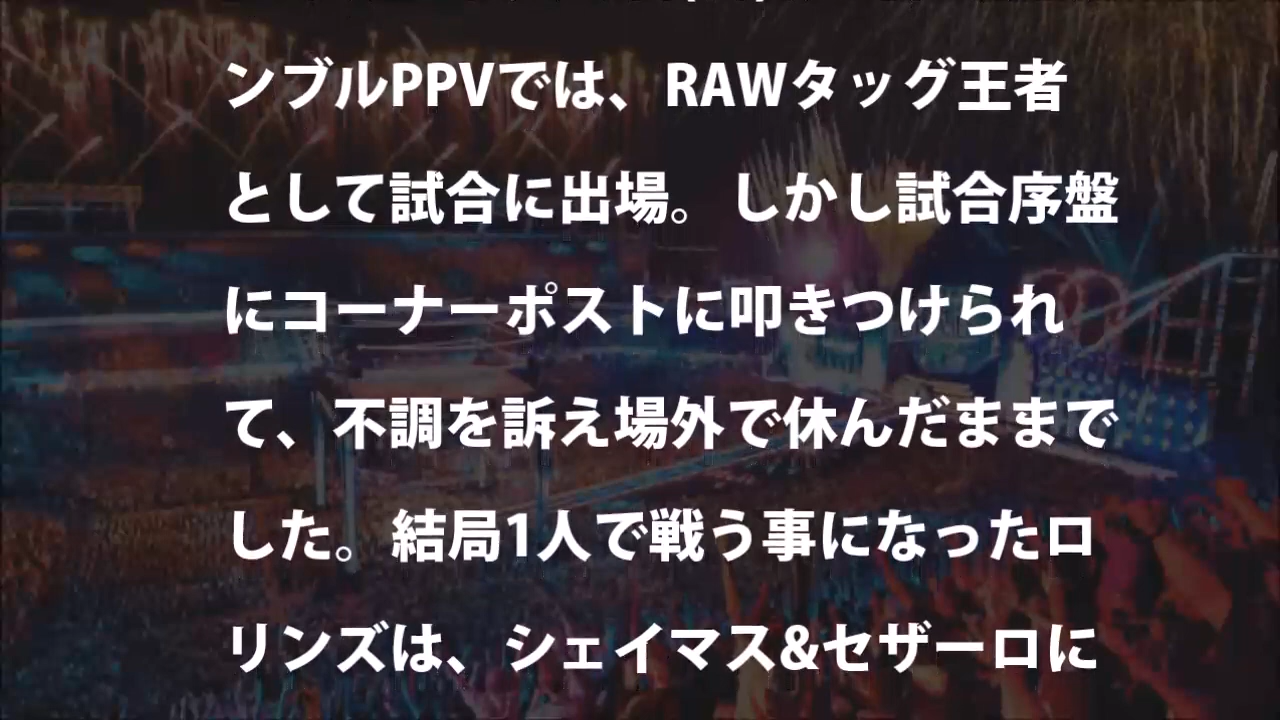 ンブルPPVでは、RAWタッグ王者
として試合に出場。しかし試合序盤
にコーナーポストに叩きつけられ
て、不調を訴え場外で休んだままで
した。結局1人で戦う事になったロ
リンズは、シェイマス&セザーロに